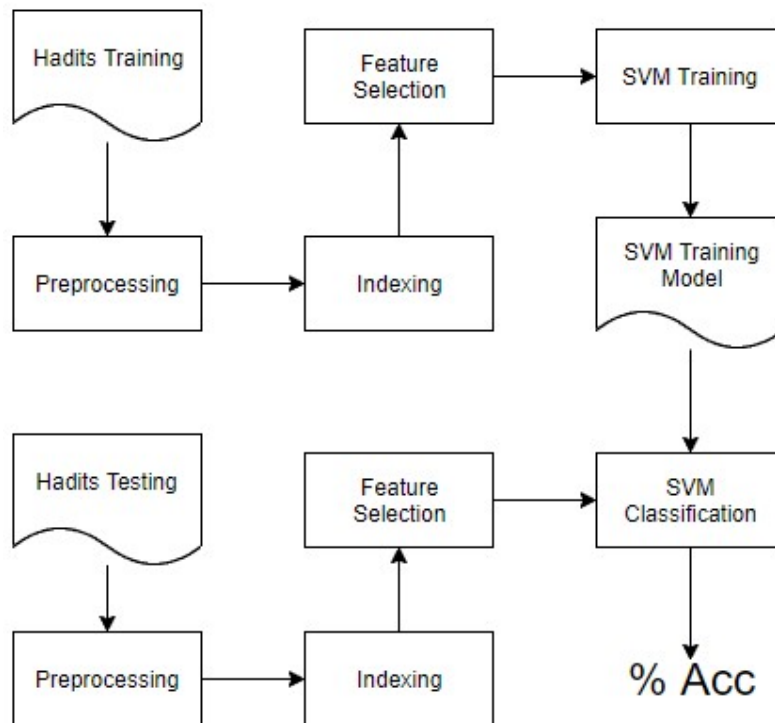 Hadits Training
Feature
Selection
SVM Training
Preprocessing
Indexing
SVM Training
Model
Hadits Testing
Feature
Selection
SVM
Classification
Preprocessing
Indexing
% Acc